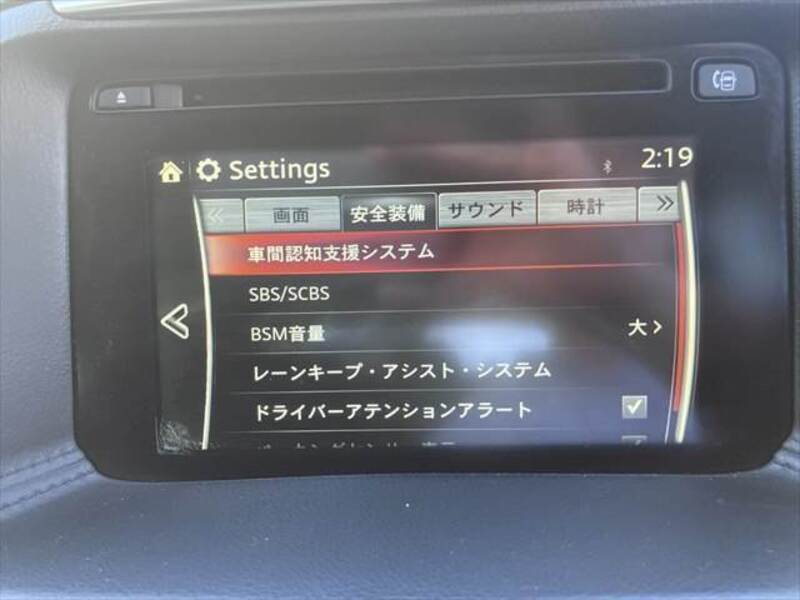 Settings 2:19
画面 安全装備 サウンド 時計
車間認知支援システム
SBS/SCBS
BSM音量 大
レーンキープ・アシスト・システム
ドライバーアテンションアラート